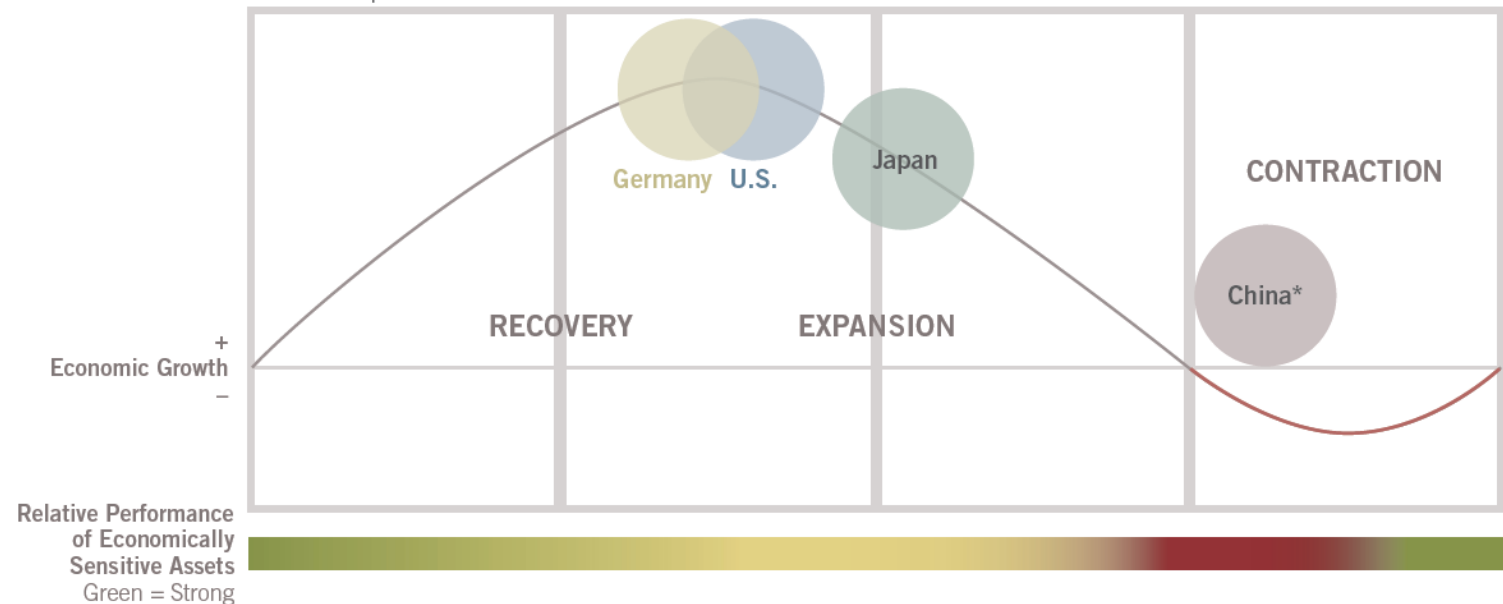 Germany U.S.
Japan
CONTRACTION
China*
RECOVERY EXPANSION
+
Economic Growth
–
Relative Performance
of Economically
Sensitive Assets
Green = Strong